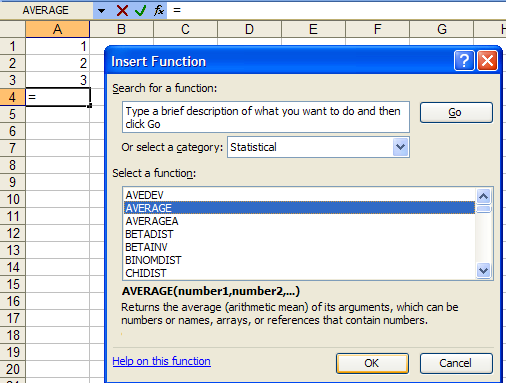 AVERAGE =
A B C D E F G
1 1
2 2
3 3
4 =
5
6
7
8
9
10
11
12
13
14
15
16
17
18
19
20
Insert Function
Search for a function:
Type a brief description of what you want to do and then
click Go
Go
Or select a category: Statistical
Select a function:
AVEDEV
AVERAGE
AVERAGEA
BETADIST
BETAINV
BINOMDIST
CHIDIST
AVERAGE(number1,number2,...)
Returns the average (arithmetic mean) of its arguments, which can be
numbers or names, arrays, or references that contain numbers.
Help on this function
OK Cancel